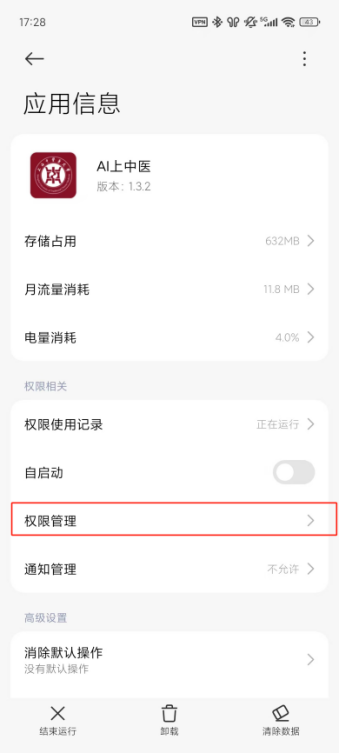 17:28
VPN 5G 43
应用信息
AI上中医
版本: 1.3.2
存储占用 632MB
月流量消耗 11.8 MB
电量消耗 4.0%
权限相关
权限使用记录 正在运行
自启动
权限管理
通知管理 不允许
高级设置
清除默认操作
没有默认操作
结束运行 卸载 清除数据